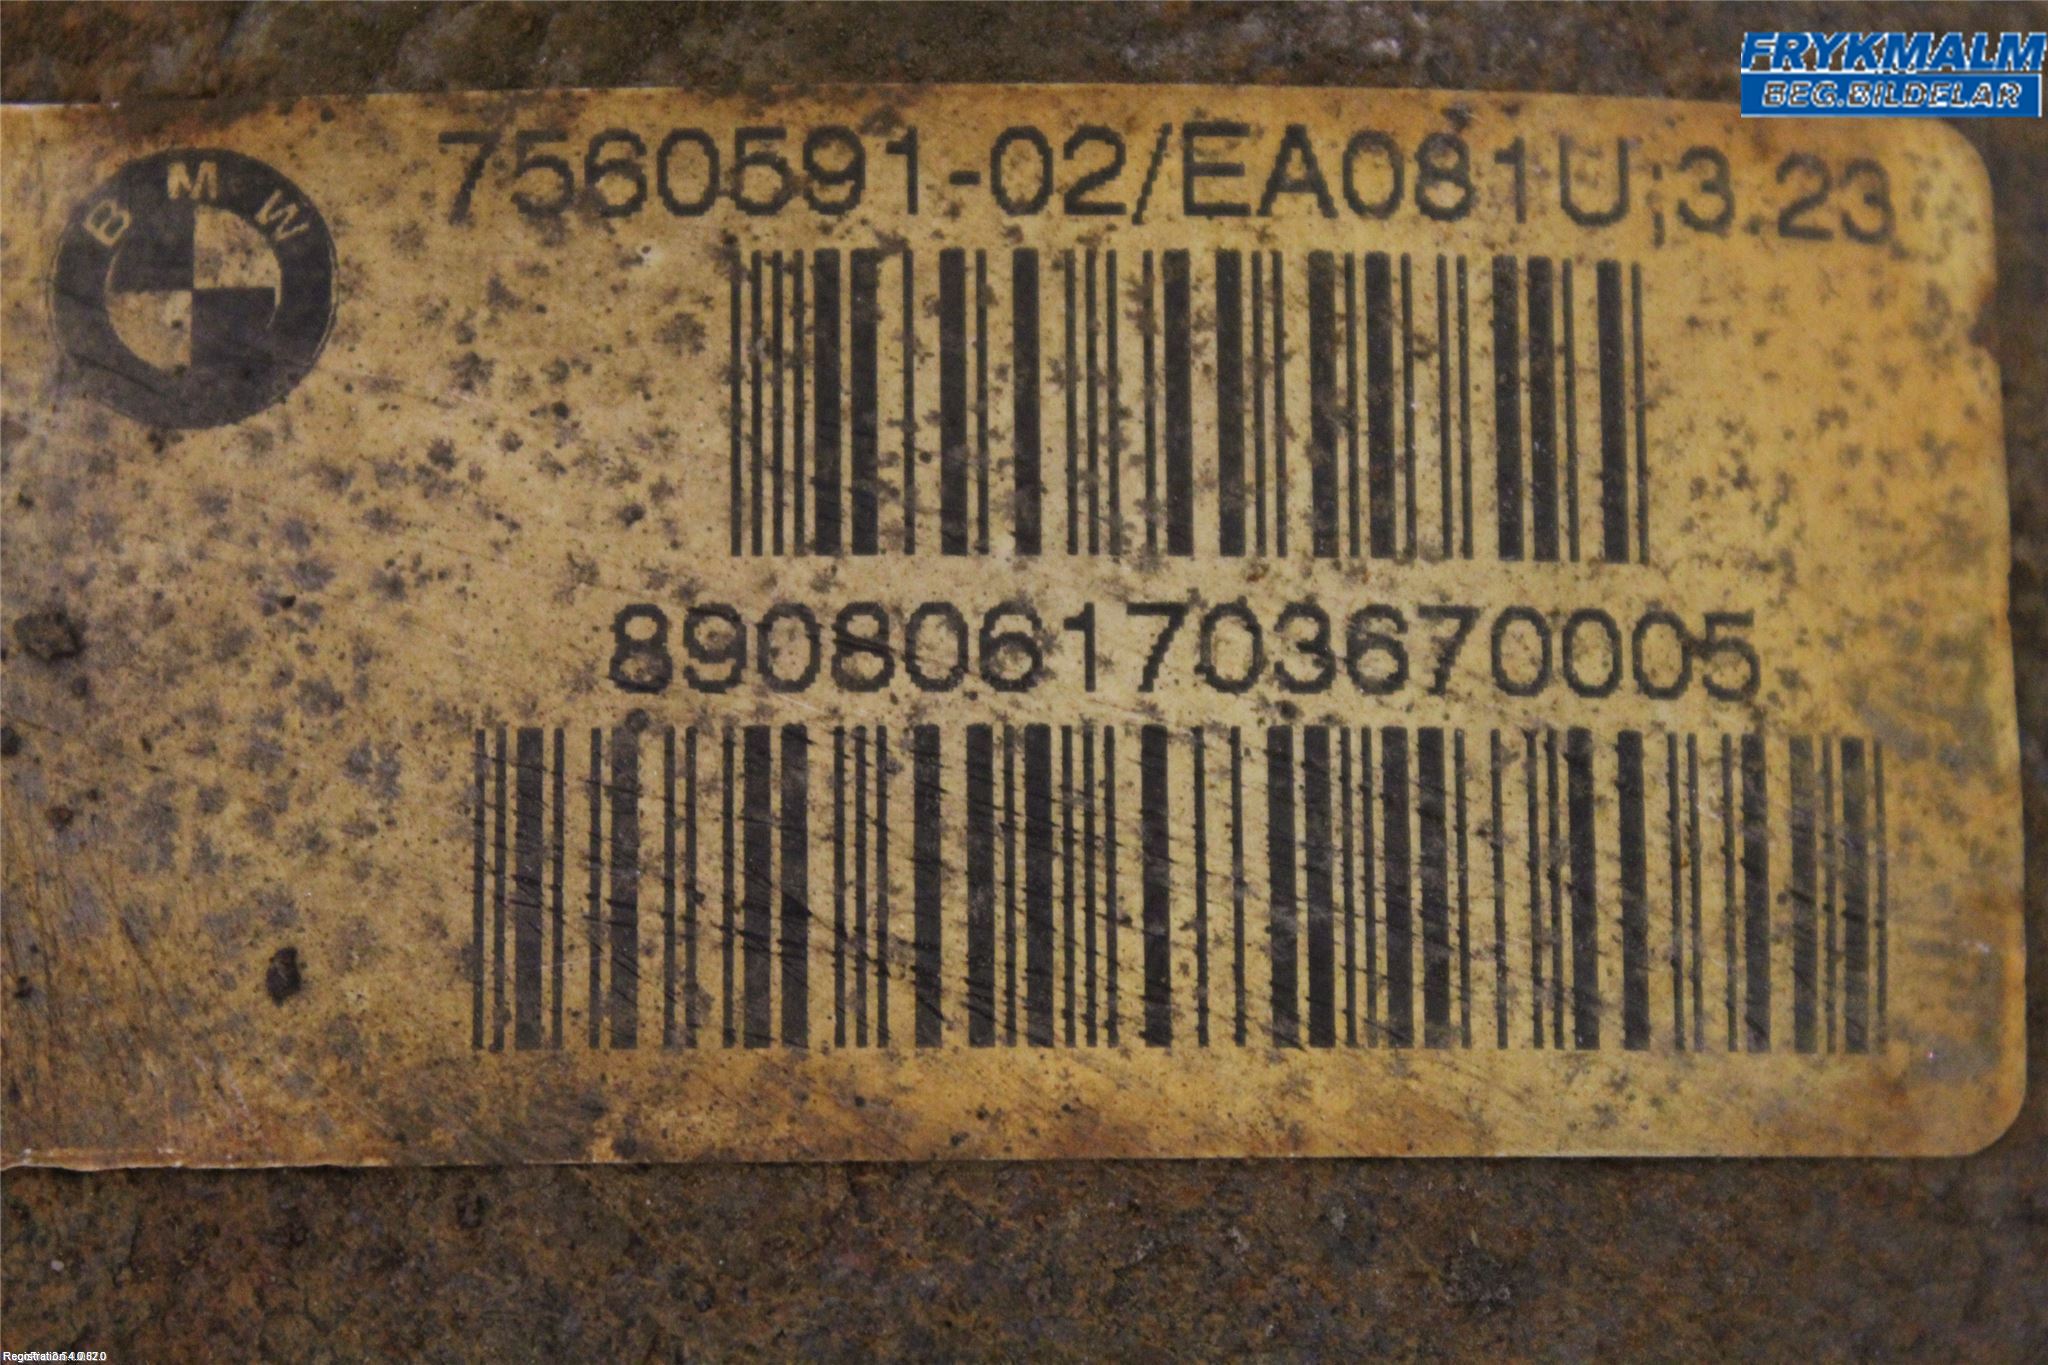 FRYKMALM
BEG.BILDELAR
BMW
7560591-02/EA081U;3.23
8908061703670005